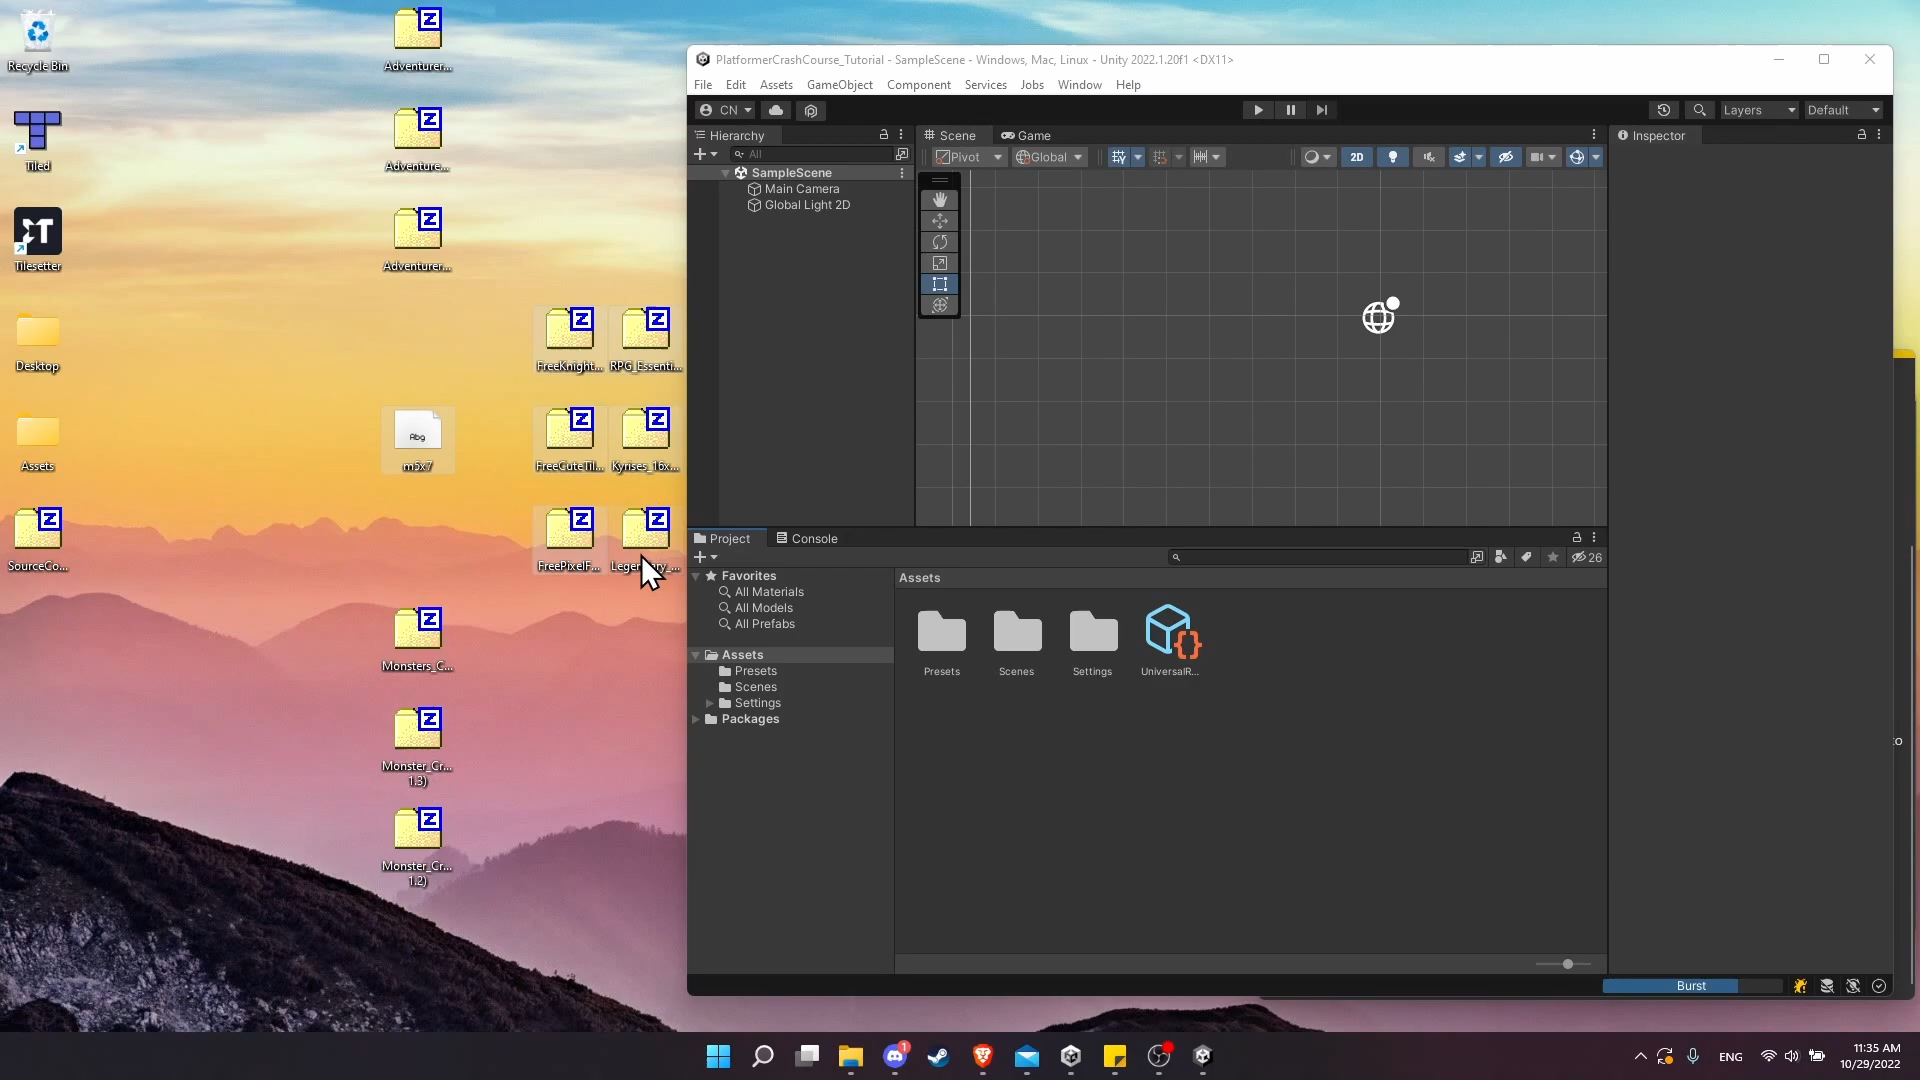 Recycle Bin
Tiled
Tilesetter
Desktop
Assets
SourceCo...
Adventurer...
Adventure...
Adventurer...
Abg
m5x7
Monsters_C...
Monster_Cr...
1.3)
Monster_Cr...
1.2)
FreeKnight...
RPG_Essenti...
FreeCuteTil...
Kyrises_16x...
FreePixelF...
PlatformerCrashCourse_Tutorial - SampleScene - Windows, Mac, Linux - Unity 2022.1.20f1 <DX11>
File Edit Assets GameObject Component Services Jobs Window Help
CN
Layers
Default
Hierarchy
All
SampleScene
Main Camera
Global Light 2D
Scene
Game
Pivot
Global
2D
Inspector
Project
Console
26
Favorites
All Materials
All Models
All Prefabs
Assets
Presets
Scenes
Settings
Packages
Assets
Presets
Scenes
Settings
UniversalR...
to
Burst
1
ENG
11:35 AM
10/29/2022